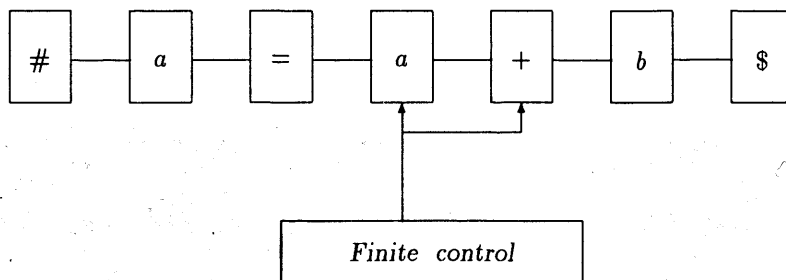 # a = a + b $
Finite control